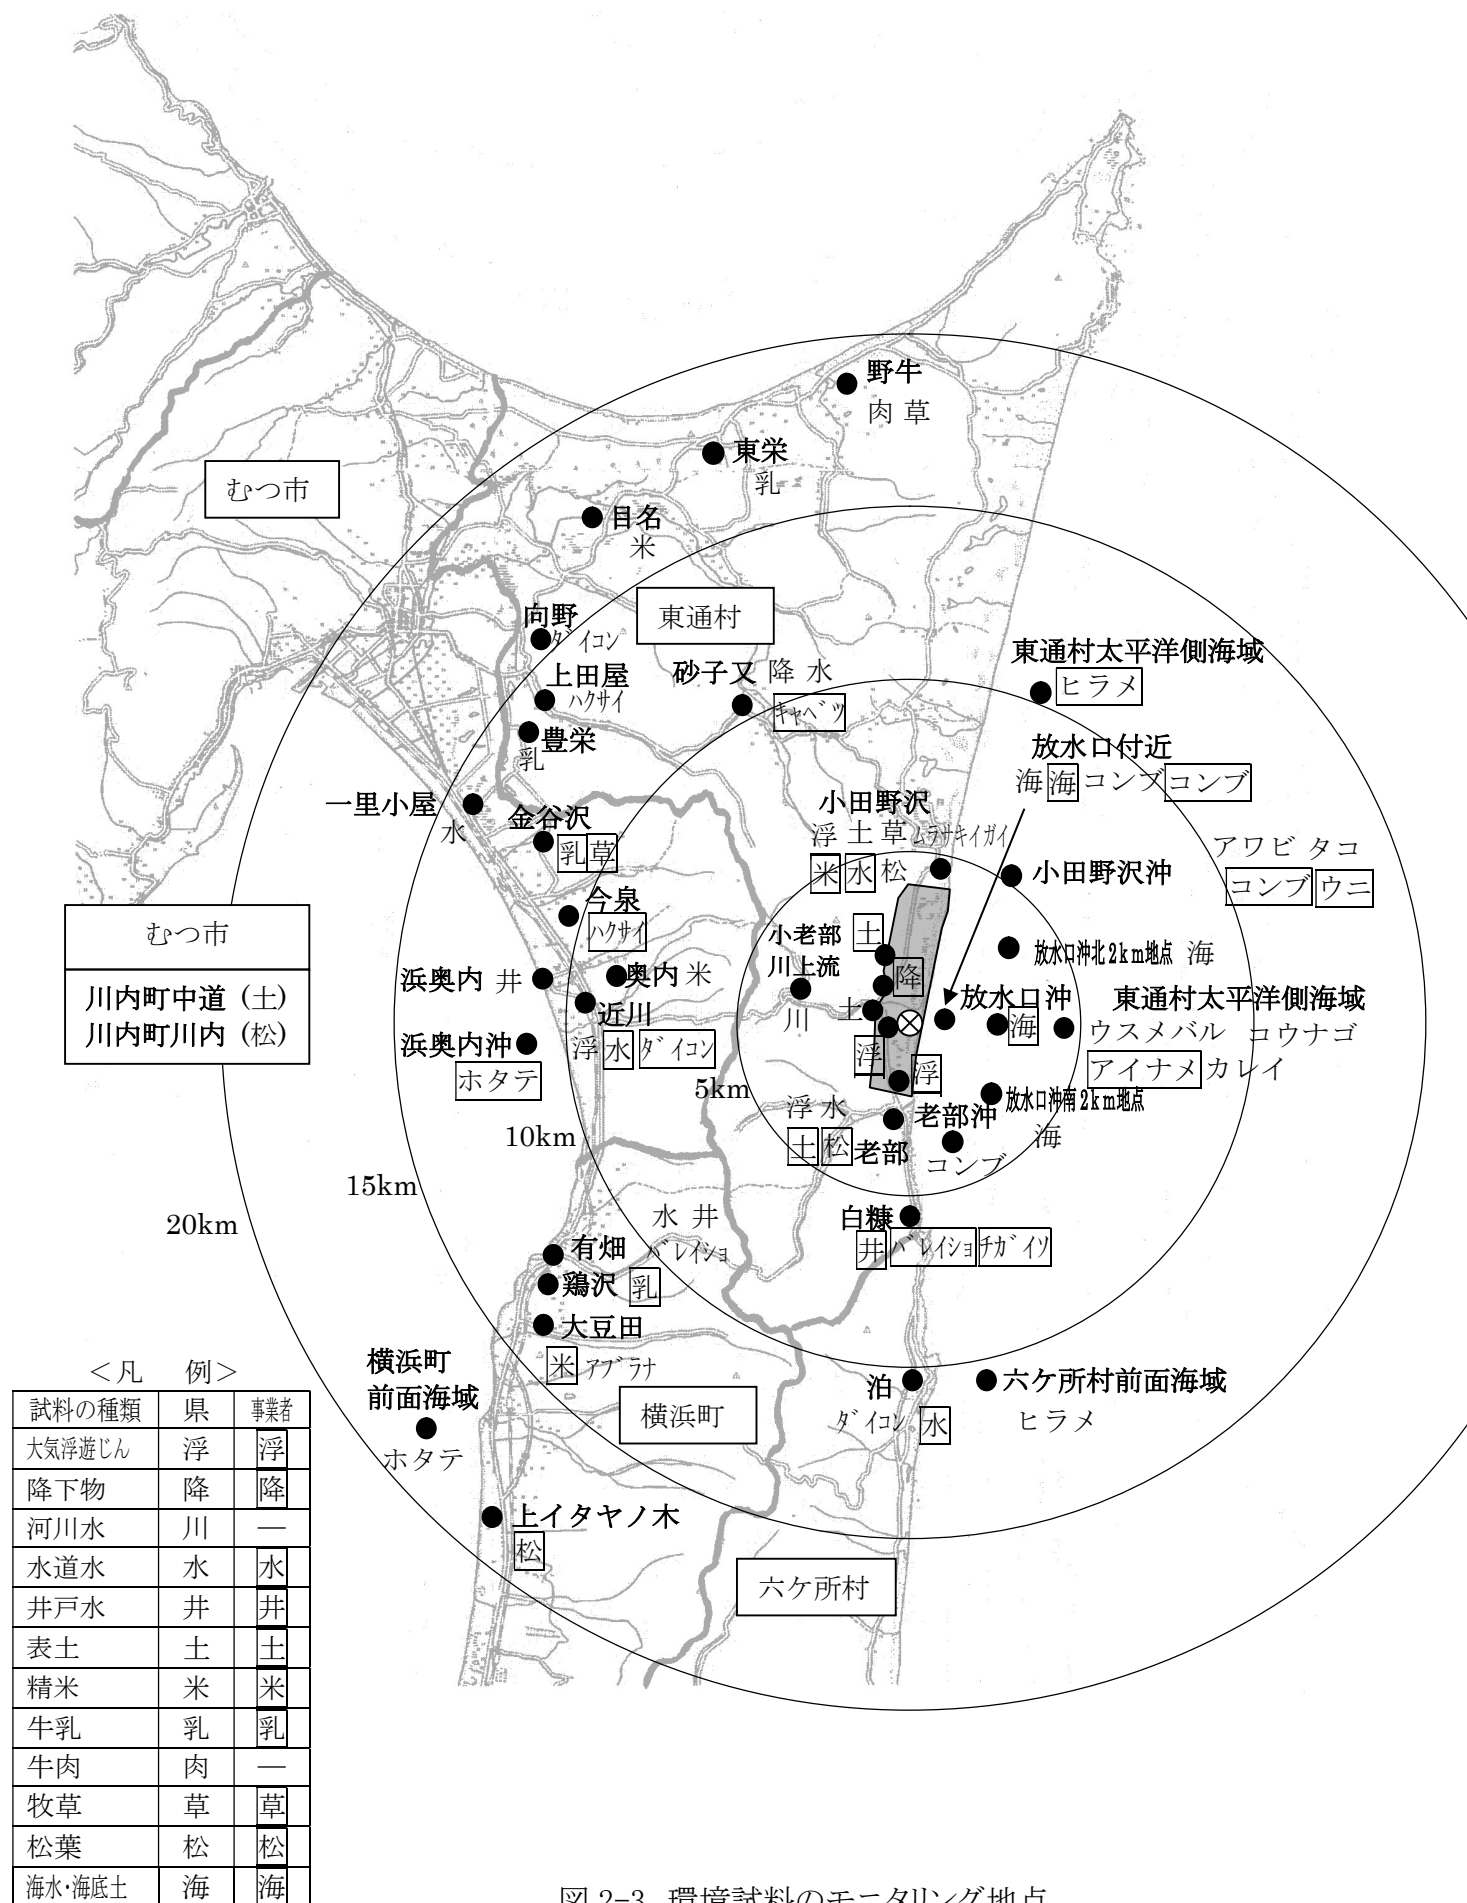 野牛
肉 草
東栄
乳
むつ市
目名
米
東通村
向野
ダイコン
上田屋
ハクサイ
砂子又 降 水
キャベツ
豊栄
乳
東通村太平洋側海域
ヒラメ
放水口付近
海 海 コンブ コンブ
一里小屋
水
金谷沢
乳 草
小田野沢
浮 土 草 ムラサキイガイ
米 水 松
小田野沢沖
アワビ タコ
コンブ ウニ
今泉
ハクサイ
むつ市
川内町中道 (土)
川内町川内 (松)
浜奥内 井
奥内 米
近川
浮 水 ダイコン
浜奥内沖
ホタテ
小老部
川上流
川
土
降
土
浮
浮
放水口沖北2km地点 海
放水口沖
海
東通村太平洋側海域
ウスメバル コウナゴ
アイナメ カレイ
放水口沖南2km地点
海
5km
10km
15km
20km
浮 水
土 松 老部
老部沖
コンブ
白糠
井 バレイショ チガイソ
水 井
有畑 バレイショ
鶏沢 乳
大豆田
米 アブラナ
横浜町
前面海域
ホタテ
横浜町
泊
ダイコン 水
六ケ所村前面海域
ヒラメ
上イタヤノ木
松
六ケ所村
＜凡 例＞
試料の種類 県 事業者
大気浮遊じん 浮 浮
降下物 降 降
河川水 川 ―
水道水 水 水
井戸水 井 井
表土 土 土
精米 米 米
牛乳 乳 乳
牛肉 肉 ―
牧草 草 草
松葉 松 松
海水・海底土 海 海
図 2-3 環境試料のモニタリング地点